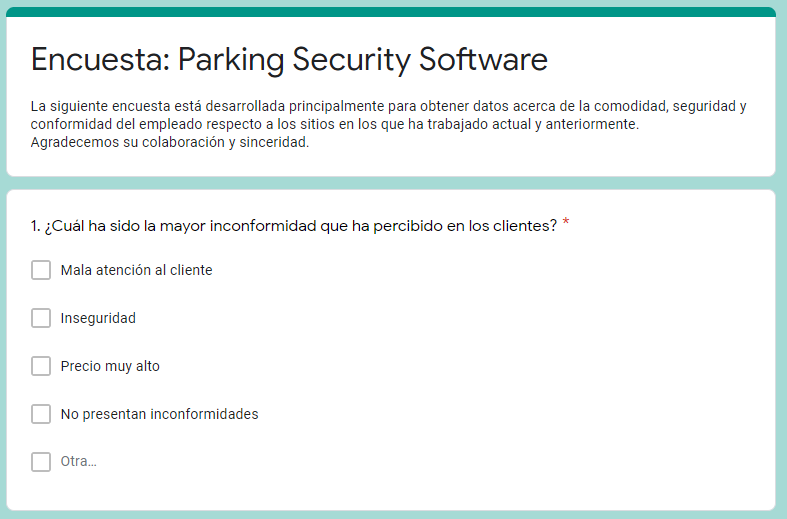 Encuesta: Parking Security Software
La siguiente encuesta está desarrollada principalmente para obtener datos acerca de la comodidad, seguridad y
conformidad del empleado respecto a los sitios en los que ha trabajado actual y anteriormente.
Agradecemos su colaboración y sinceridad.
1. ¿Cuál ha sido la mayor inconformidad que ha percibido en los clientes? *
Mala atención al cliente
Inseguridad
Precio muy alto
No presentan inconformidades
Otra...